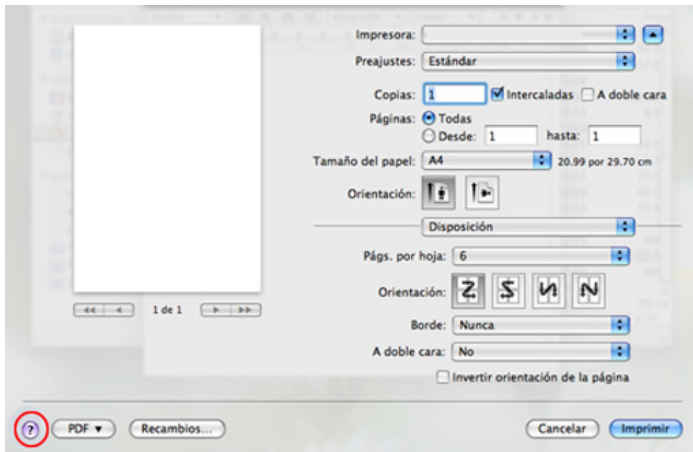 Impresora:
Preajustes: Estándar
Copias: 1 Intercaladas A doble cara
Páginas: Todas
Desde: 1 hasta: 1
Tamaño del papel: A4 20.99 por 29.70 cm
Orientación:
Disposición
Págs. por hoja: 6
Orientación:
Borde: Nunca
A doble cara: No
Invertir orientación de la página
1 de 1
? PDF Recambios... Cancelar Imprimir